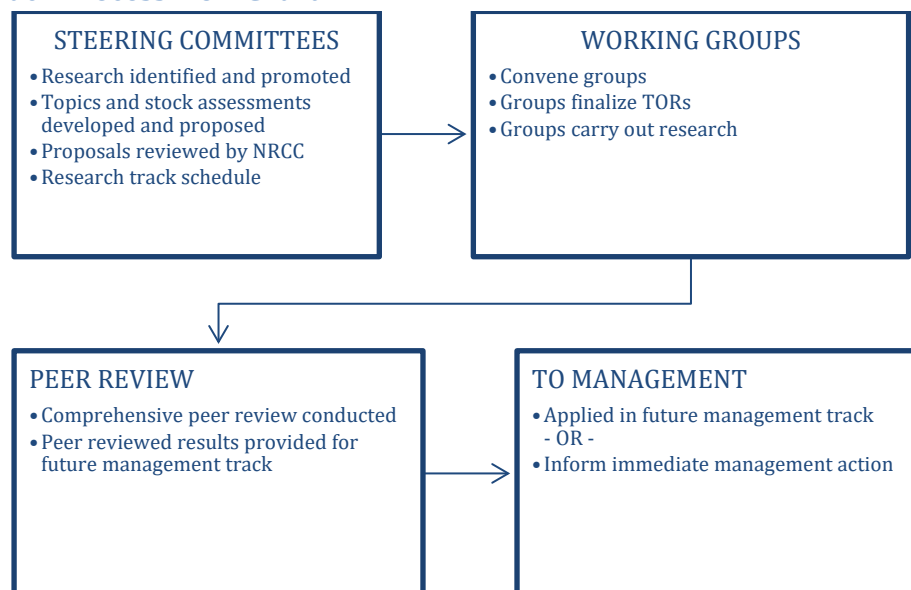 STEERING COMMITTEES
• Research identified and promoted
• Topics and stock assessments
developed and proposed
• Proposals reviewed by NRCC
• Research track schedule
WORKING GROUPS
• Convene groups
• Groups finalize TORs
• Groups carry out research
PEER REVIEW
• Comprehensive peer review conducted
• Peer reviewed results provided for
future management track
TO MANAGEMENT
• Applied in future management track
- OR -
• Inform immediate management action